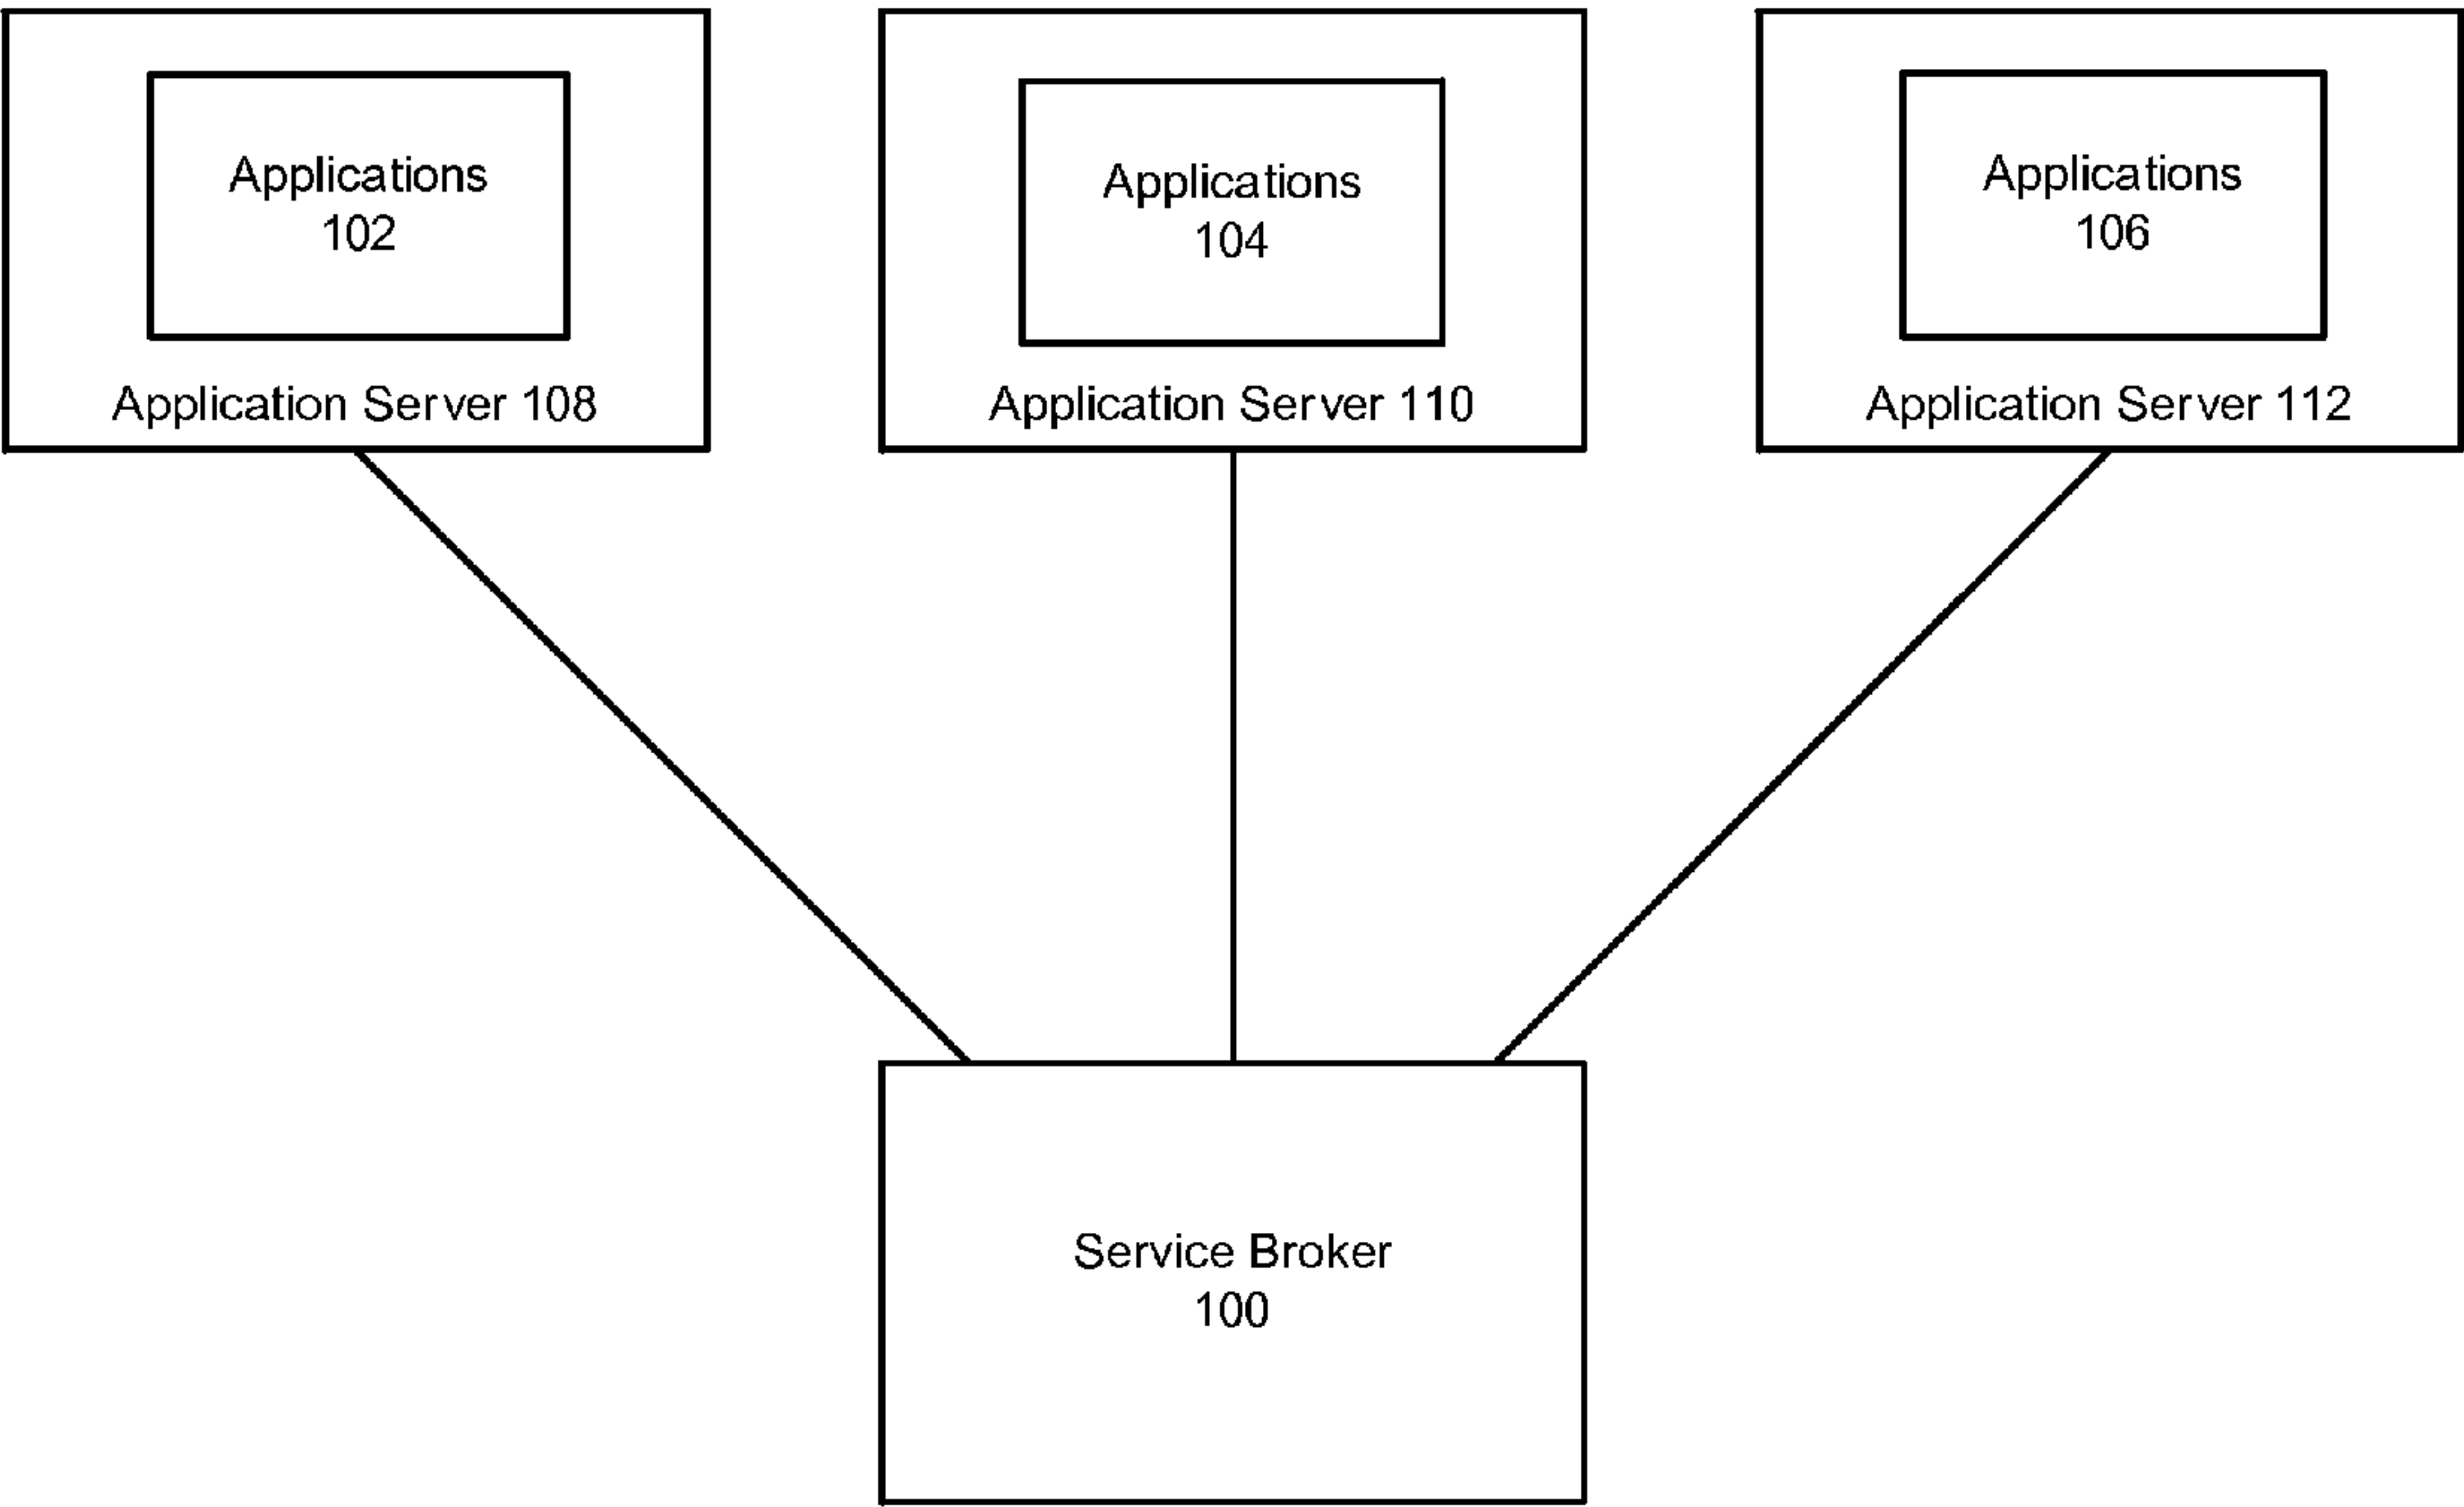 Applications
102
Application Server 108
Applications
104
Application Server 110
Applications
106
Application Server 112
Service Broker
100